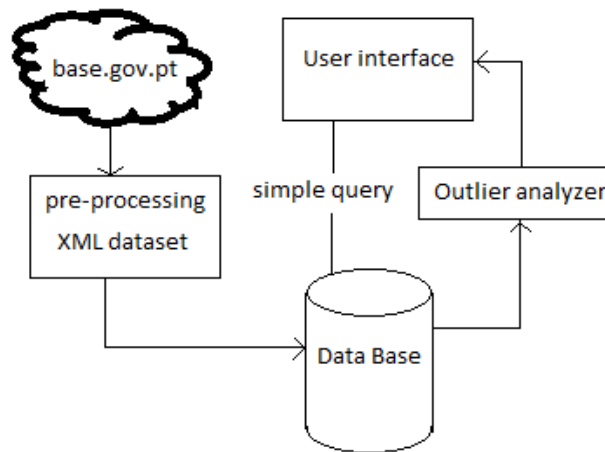 base.gov.pt
User interface
pre-processing
XML dataset
simple query
Outlier analyzer
Data Base